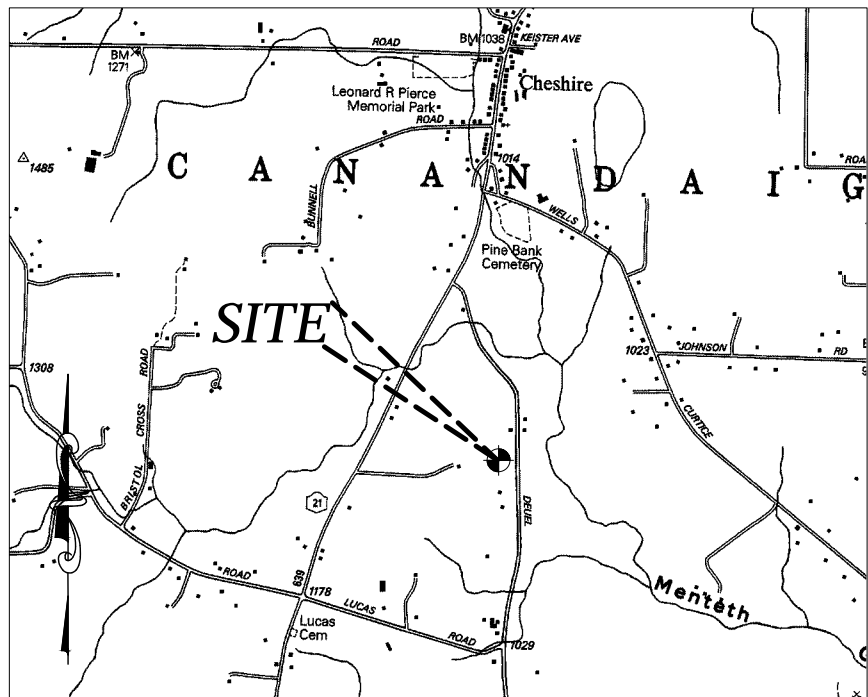 ROAD
BM 1038
KEISTER AVE
BM
1271
Cheshire
Leonard R Pierce
Memorial Park
ROAD
1014
1485
CANANDAIG
ROA
BUNNELL
WELLS
Pine Bank
Cemetery
SITE
1308
ROAD
CROSS
BRISTOL
1023
JOHNSON
RD
CURTICE
21
DEUEL
ROAD
639
1178
LUCAS
ROAD
1029
Lucas
Cem
Menteth